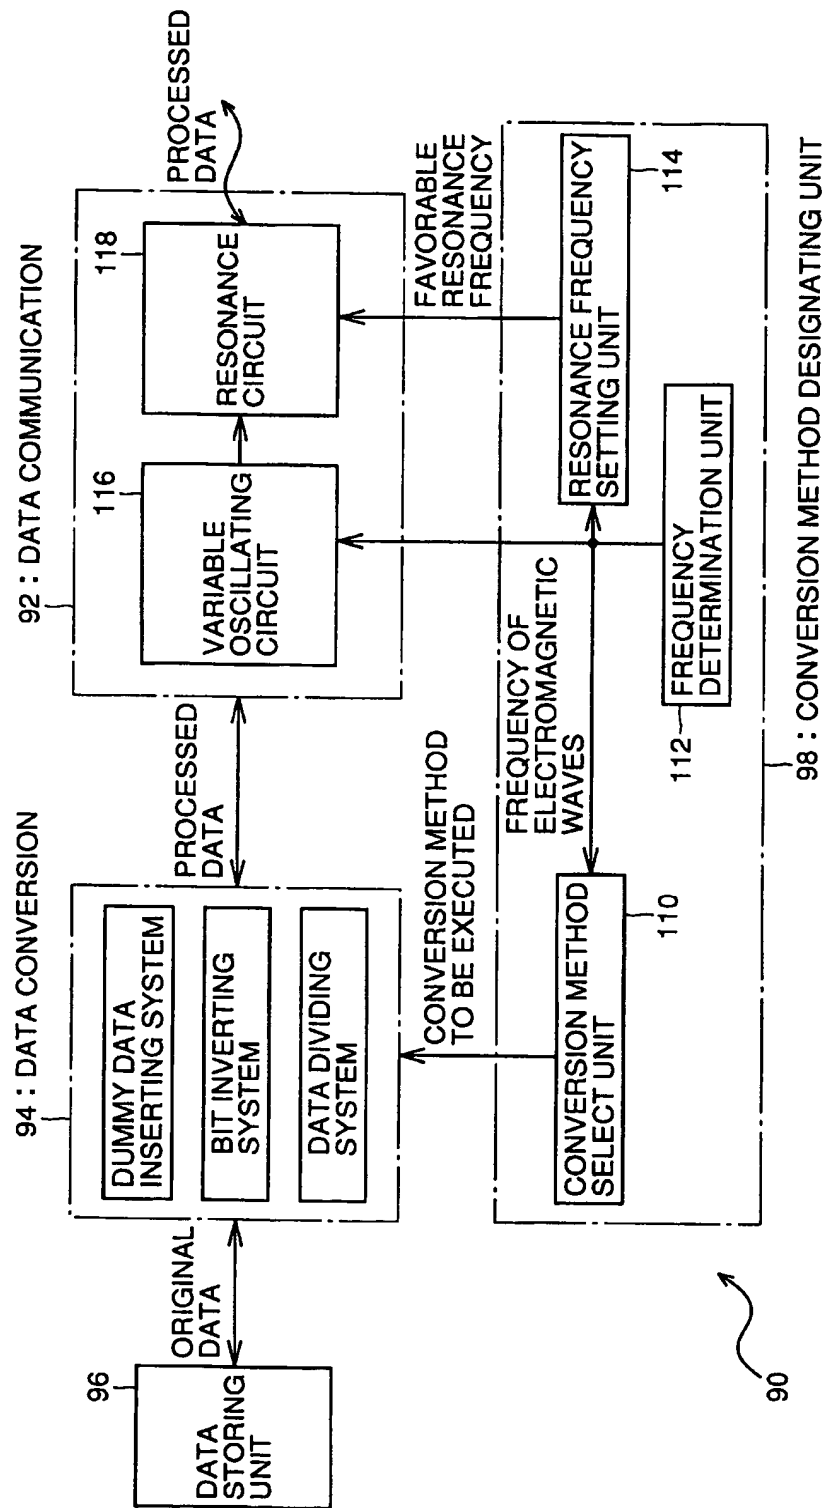 92 : DATA COMMUNICATION
94 : DATA CONVERSION
96
DATA
STORING
UNIT
ORIGINAL
DATA
DUMMY DATA
INSERTING SYSTEM
BIT INVERTING
SYSTEM
DATA DIVIDING
SYSTEM
PROCESSED
DATA
116
VARIABLE
OSCILLATING
CIRCUIT
118
RESONANCE
CIRCUIT
PROCESSED
DATA
CONVERSION METHOD
TO BE EXECUTED
FREQUENCY OF
ELECTROMAGNETIC
WAVES
FAVORABLE
RESONANCE
FREQUENCY
CONVERSION METHOD
SELECT UNIT
110
RESONANCE FREQUENCY
SETTING UNIT
114
112
FREQUENCY
DETERMINATION UNIT
98 : CONVERSION METHOD DESIGNATING UNIT
90